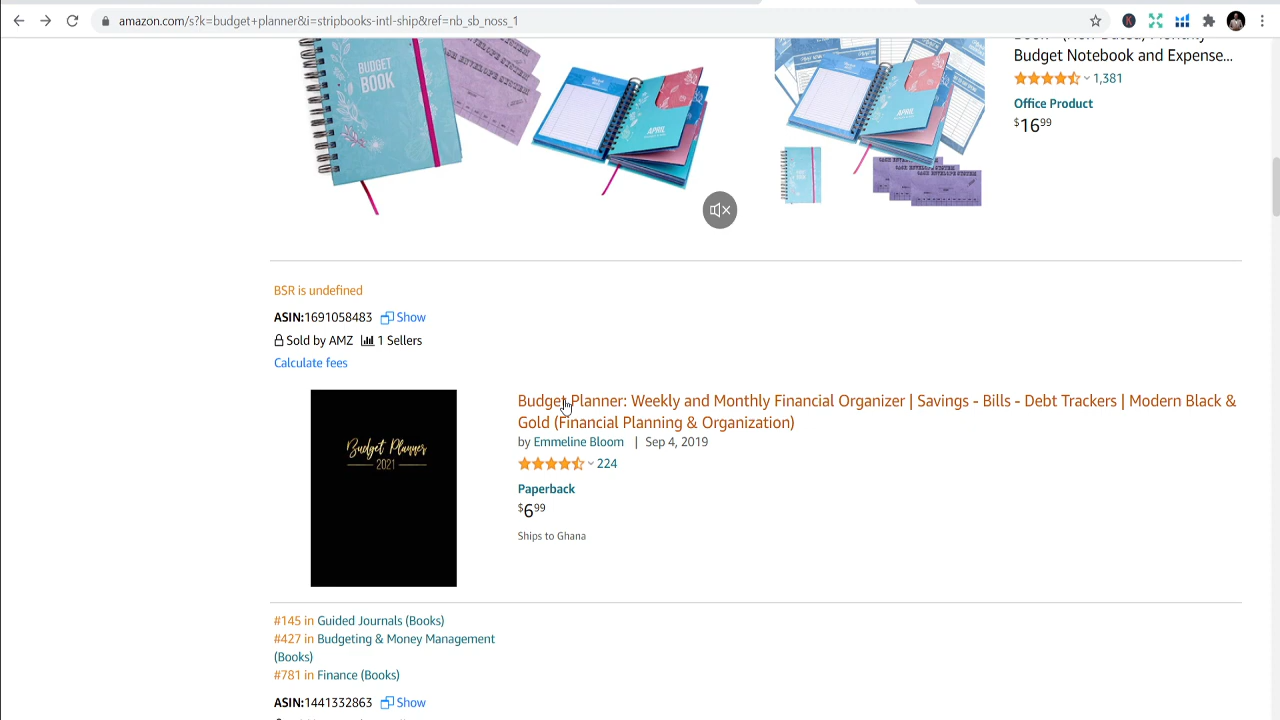 amazon.com/s?k=budget+planner&i=stripbooks-intl-ship&ref=nb_sb_noss_1
Budget Notebook and Expense...
1,381
Office Product
$1699
BUDGET
BOOK
APRIL
APRIL
BSR is undefined
ASIN:1691058483 Show
Sold by AMZ 1 Sellers
Calculate fees
Budget Planner: Weekly and Monthly Financial Organizer | Savings - Bills - Debt Trackers | Modern Black &
Gold (Financial Planning & Organization)
by Emmeline Bloom | Sep 4, 2019
224
Paperback
$699
Ships to Ghana
Budget Planner
2021
#145 in Guided Journals (Books)
#427 in Budgeting & Money Management
(Books)
#781 in Finance (Books)
ASIN:1441332863 Show